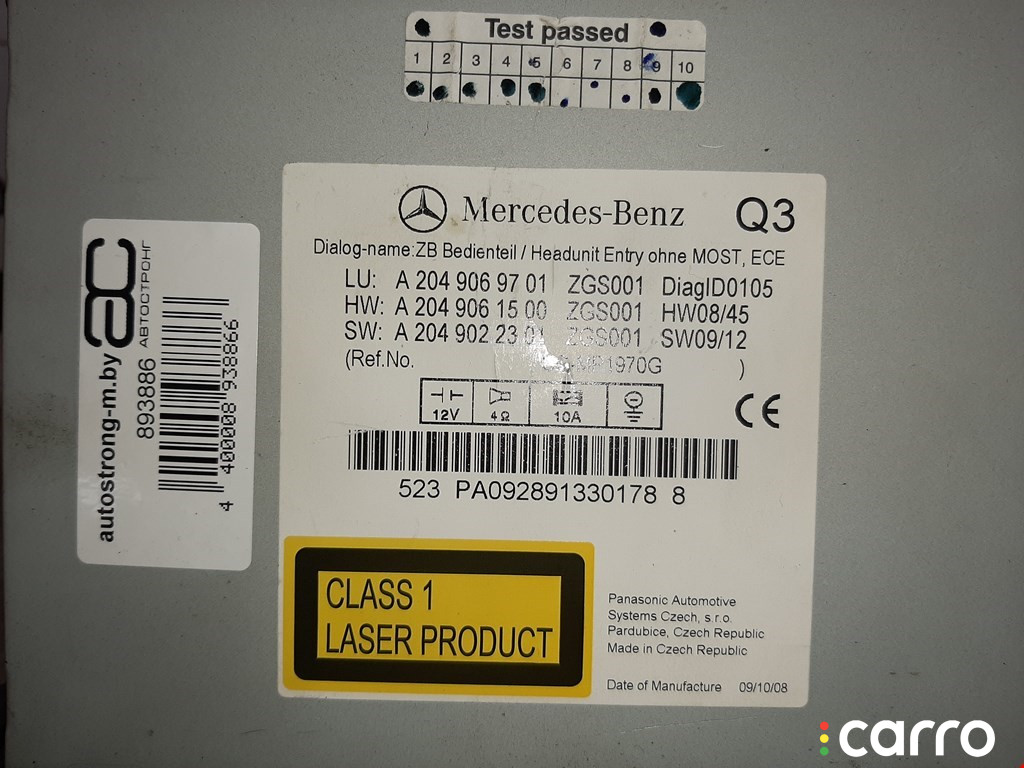 Test passed
1 2 3 4 5 6 7 8 9 10
Mercedes-Benz Q3
Dialog-name:ZB Bedienteil / Headunit Entry ohne MOST, ECE
LU: A 204 906 97 01 ZGS001 DiagID0105
HW: A 204 906 15 00 ZGS001 HW08/45
SW: A 204 902 23 01 ZGS001 SW09/12
(Ref.No. 1970G )
12V 4Ω 10A
CE
523 PA092891330178 8
CLASS 1
LASER PRODUCT
Panasonic Automotive
Systems Czech, s.r.o.
Pardubice, Czech Republic
Made in Czech Republic
Date of Manufacture 09/10/08
autostrong-m.by
ac
АВТОСТРОНГ
893886
4 400008 938866
carro